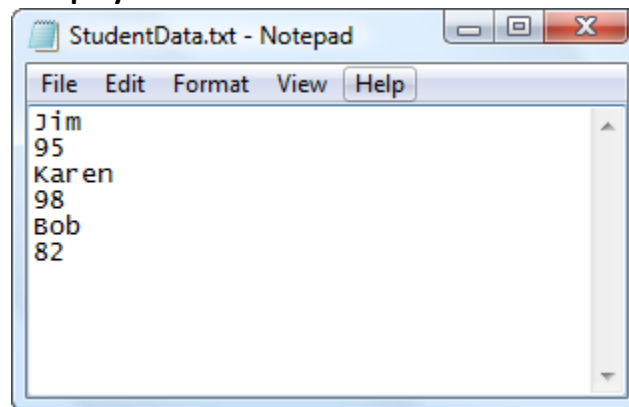 StudentData.txt - Notepad
File Edit Format View Help
Jim
95
Karen
98
Bob
82